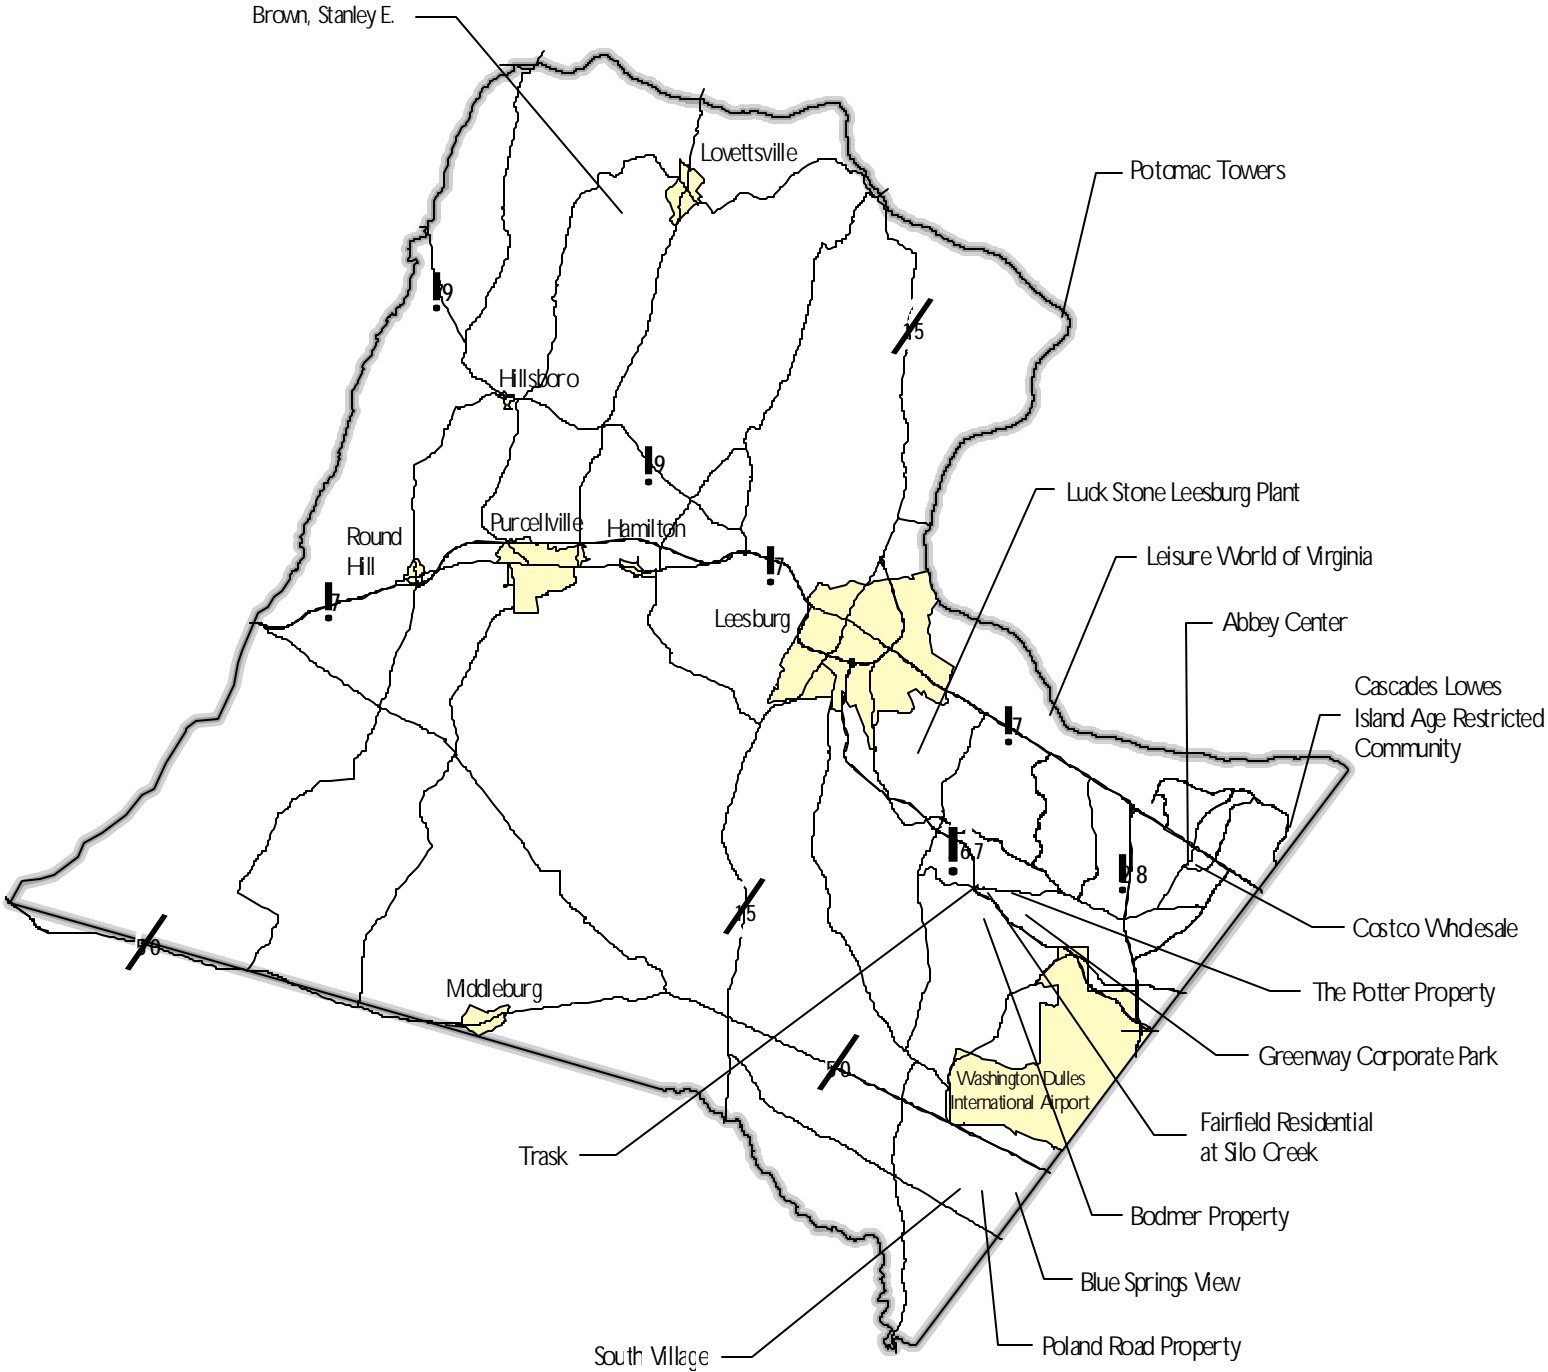 Brown, Stanley E.
Lovettsville
Potomac Towers
9
15
Hillsboro
9
Luck Stone Leesburg Plant
Purcellville
Hamilton
Round
Hill
Leisure World of Virginia
7
7
Leesburg
Abbey Center
Cascades Lowes
Island Age Restricted
Community
7
67
28
15
Costco Wholesale
50
Middleburg
The Potter Property
Greenway Corporate Park
50
Washington Dulles
International Airport
Fairfield Residential
at Silo Creek
Trask
Bodmer Property
Blue Springs View
Poland Road Property
South Village